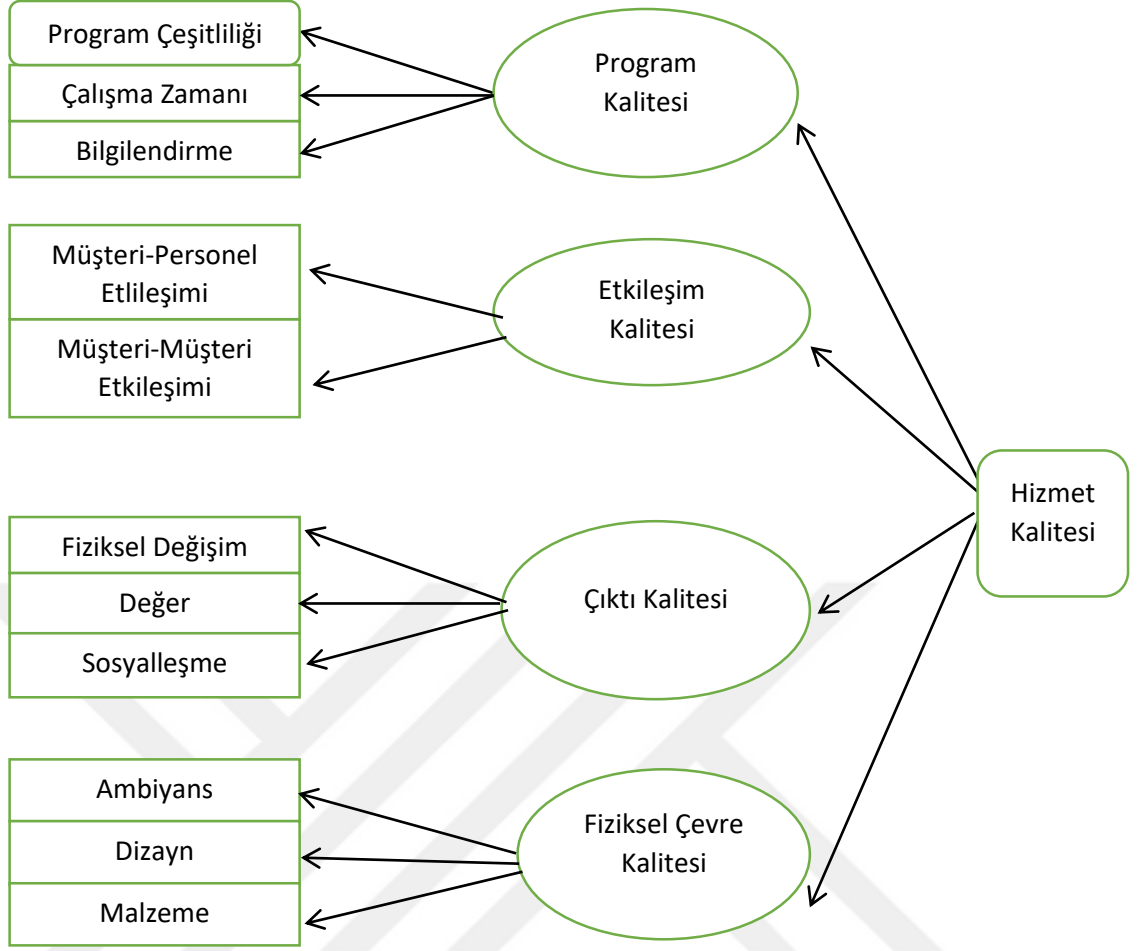 Program Çeşitliliği
Çalışma Zamanı
Bilgilendirme
Program
Kalitesi
Müşteri-Personel
Etlileşimi
Müşteri-Müşteri
Etkileşimi
Etkileşim
Kalitesi
Hizmet
Kalitesi
Fiziksel Değişim
Değer
Sosyalleşme
Çıktı Kalitesi
Ambiyans
Dizayn
Malzeme
Fiziksel Çevre
Kalitesi